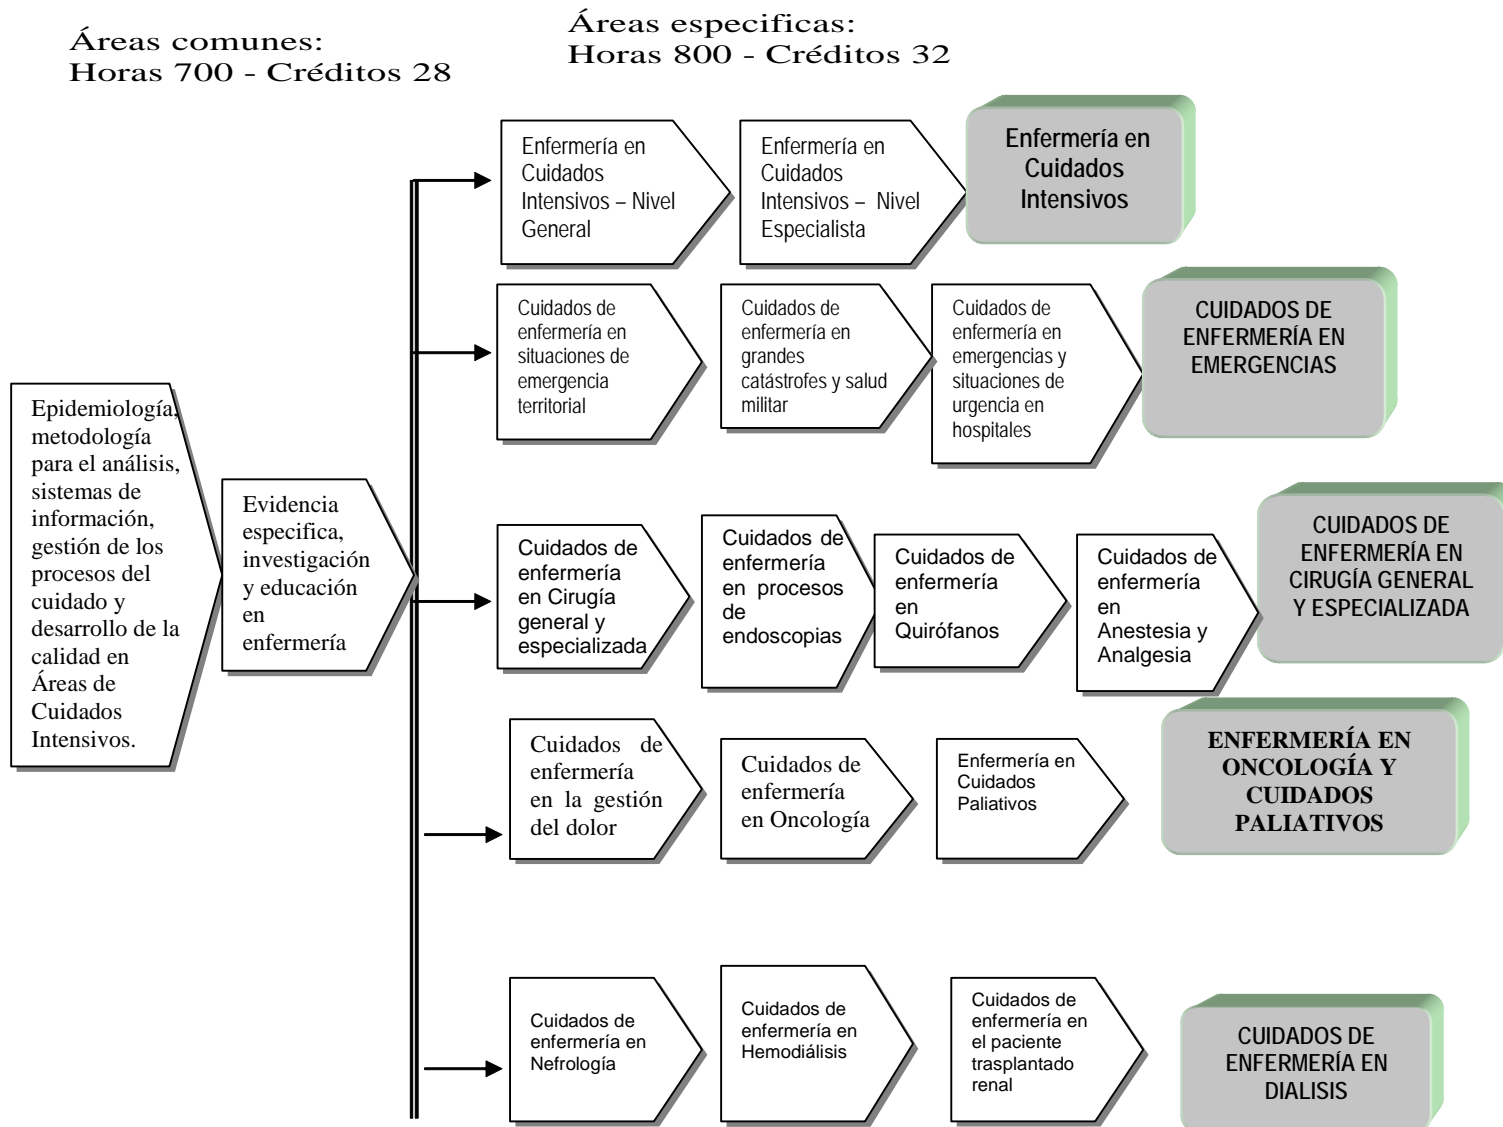 Áreas comunes:
Horas 700 - Créditos 28
Áreas especificas:
Horas 800 - Créditos 32
Epidemiología,
metodología
para el análisis,
sistemas de
información,
gestión de los
procesos del
cuidado y
desarrollo de la
calidad en
Áreas de
Cuidados
Intensivos.
Evidencia
especifica,
investigación
y educación
en
enfermería
Enfermería en
Cuidados
Intensivos – Nivel
General
Enfermería en
Cuidados
Intensivos – Nivel
Especialista
Enfermería en
Cuidados
Intensivos
Cuidados de
enfermería en
situaciones de
emergencia
territorial
Cuidados de
enfermería en
grandes
catástrofes y salud
militar
Cuidados de
enfermería en
emergencias y
situaciones de
urgencia en
hospitales
CUIDADOS DE
ENFERMERÍA EN
EMERGENCIAS
Cuidados de
enfermería
en Cirugía
general y
especializada
Cuidados de
enfermería
en procesos
de
endoscopias
Cuidados de
enfermería
en
Quirófanos
Cuidados de
enfermería
en
Anestesia y
Analgesia
CUIDADOS DE
ENFERMERÍA EN
CIRUGÍA GENERAL
Y ESPECIALIZADA
Cuidados de
enfermería
en la gestión
del dolor
Cuidados de
enfermería
en Oncología
Enfermería en
Cuidados
Paliativos
ENFERMERÍA EN
ONCOLOGÍA Y
CUIDADOS
PALIATIVOS
Cuidados de
enfermería en
Nefrología
Cuidados de
enfermería en
Hemodiálisis
Cuidados de
enfermería en
el paciente
trasplantado
renal
CUIDADOS DE
ENFERMERÍA EN
DIALISIS